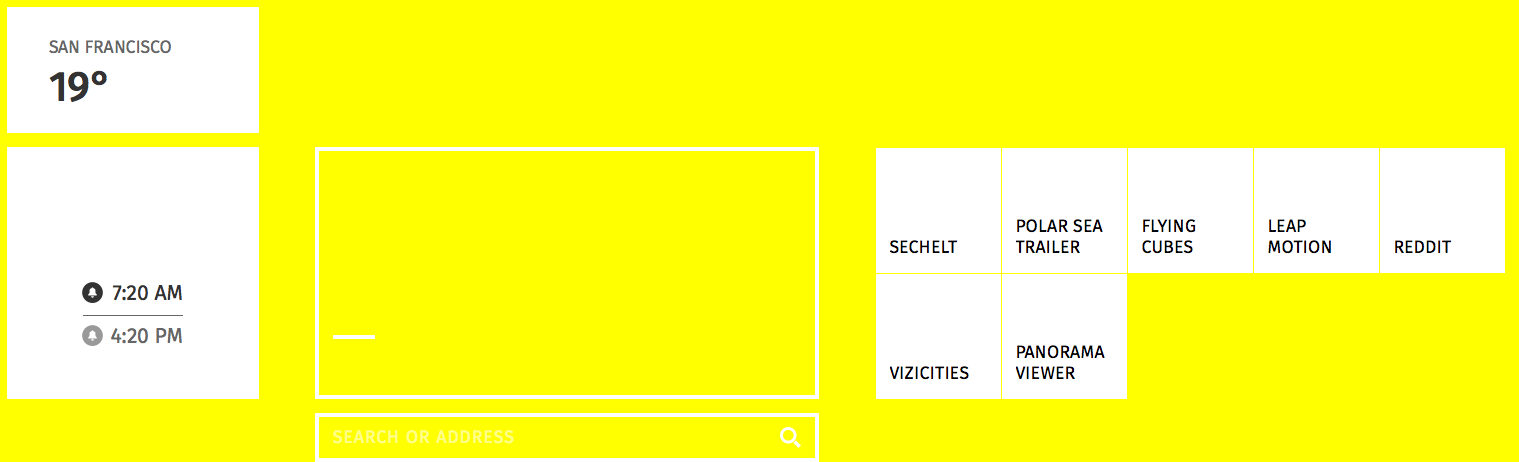 SAN FRANCISCO
19°
7:20 AM
4:20 PM
SEARCH OR ADDRESS
SECHELT
POLAR SEA
TRAILER
FLYING
CUBES
LEAP
MOTION
REDDIT
VIZICITIES
PANORAMA
VIEWER